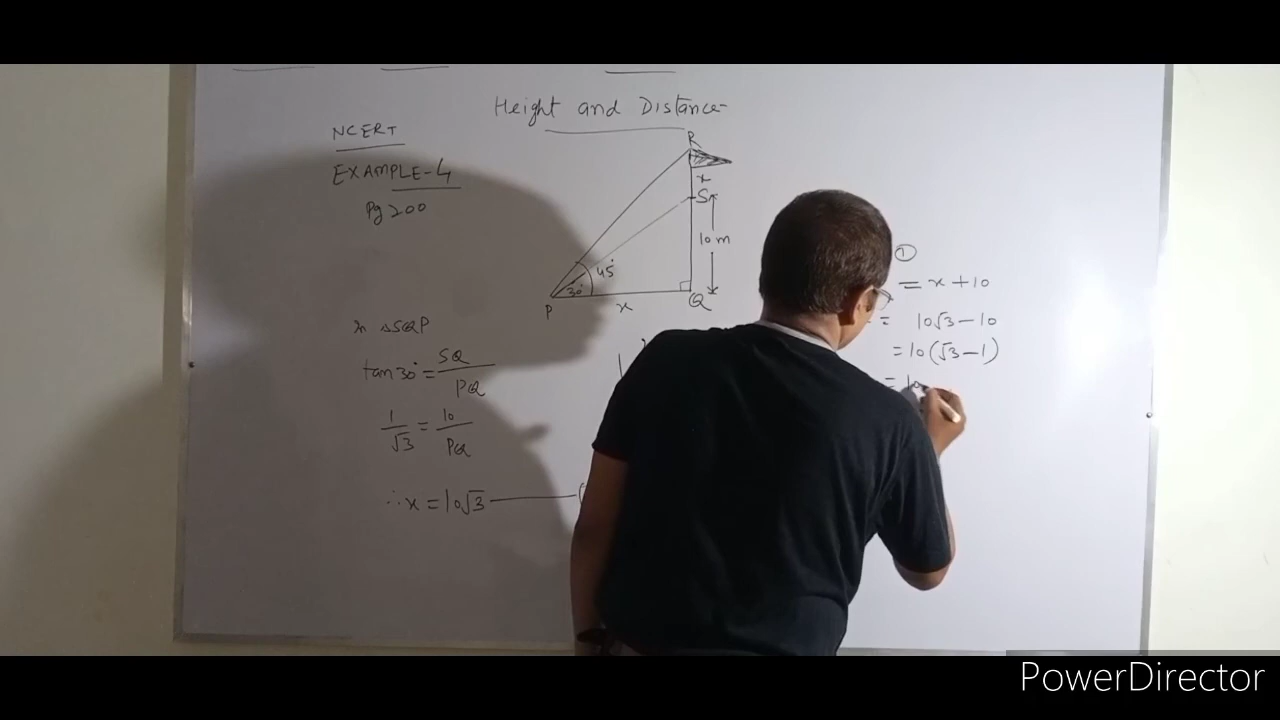 Height and Distance
NCERT
EXAMPLE-4
Pg 200
R
x
S
10 m
45°
30°
P
x
Q
In △SQP
tan 30° = SQ / PQ
1/√3 = 10/PQ
∴ x = 10√3
①
= x + 10
= 10√3 - 10
= 10(√3 - 1)
= 10
PowerDirector